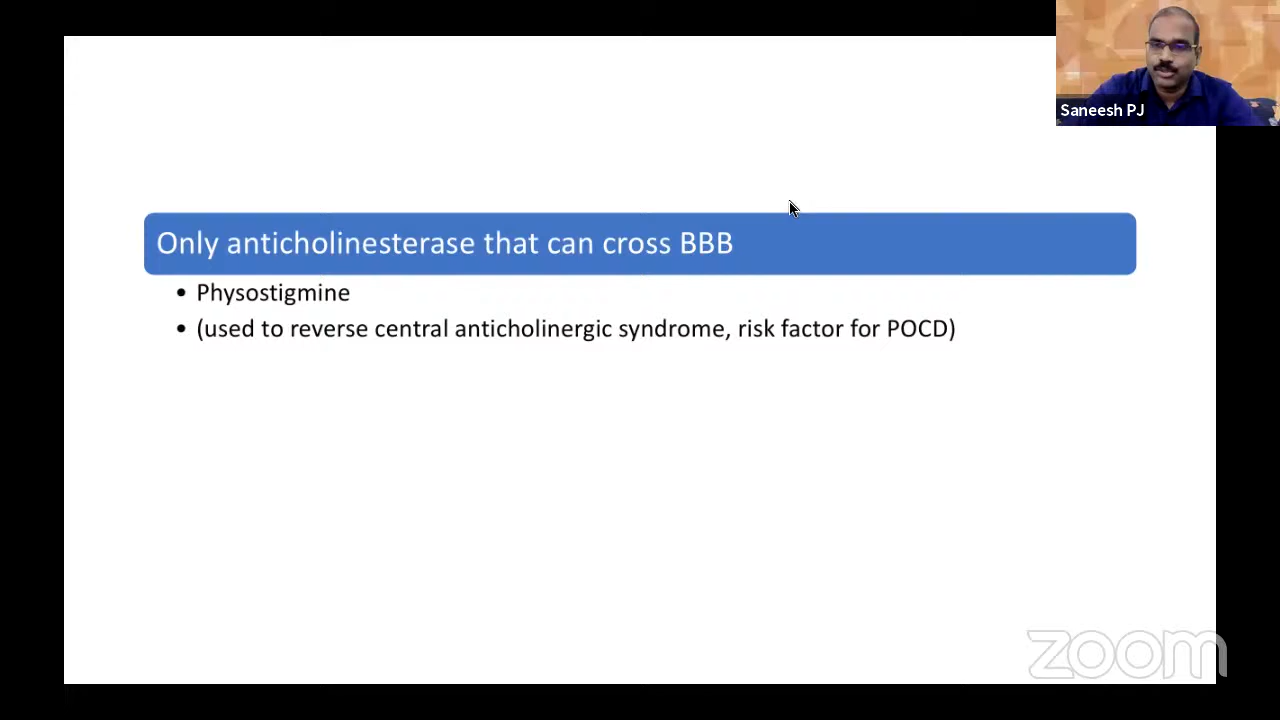 Saneesh PJ
Only anticholinesterase that can cross BBB
• Physostigmine
• (used to reverse central anticholinergic syndrome, risk factor for POCD)
zoom